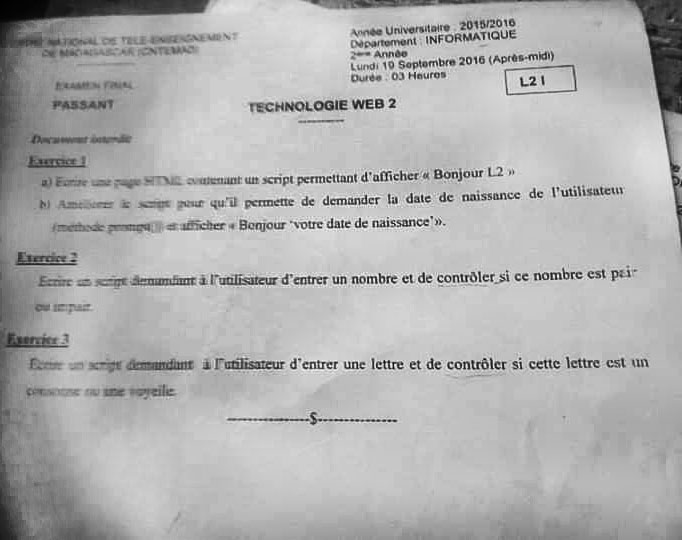 NATIONAL DE TELE-ENSEIGNEMENT
DE MADAGASCAR (CNTEMAD)
EXAMEN FINAL
PASSANT
Année Universitaire : 2015/2016
Département : INFORMATIQUE
2ème Année
Lundi 19 Septembre 2016 (Après-midi)
Durée : 03 Heures
L2 I
TECHNOLOGIE WEB 2
Document interdit
Exercice 1
a) Ecrire une page HTML contenant un script permettant d'afficher « Bonjour L2 »
b) Améliorer le script pour qu'il permette de demander la date de naissance de l'utilisateur
(méthode prompt()) et afficher « Bonjour 'votre date de naissance'».
Exercice 2
Ecrire un script demandant à l'utilisateur d'entrer un nombre et de contrôler si ce nombre est pair
ou impair.
Exercice 3
Ecrire un script demandant à l'utilisateur d'entrer une lettre et de contrôler si cette lettre est un
consonne ou une voyelle.
----------------S----------------